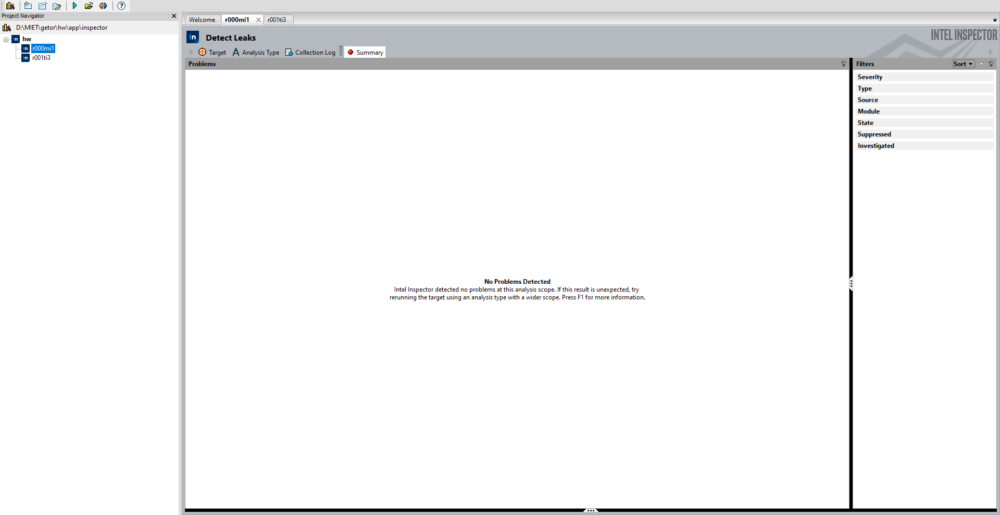 Project Navigator
D:\MIET\getor\hw\app\inspector
hw
r000mi1
r001ti3
Welcome
r000mi1
r001ti3
Detect Leaks
INTEL INSPECTOR
Target
Analysis Type
Collection Log
Summary
Problems
?
No Problems Detected
Intel Inspector detected no problems at this analysis scope. If this result is unexpected, try
rerunning the target using an analysis type with a wider scope. Press F1 for more information.
Filters
Sort
?
Severity
Type
Source
Module
State
Suppressed
Investigated